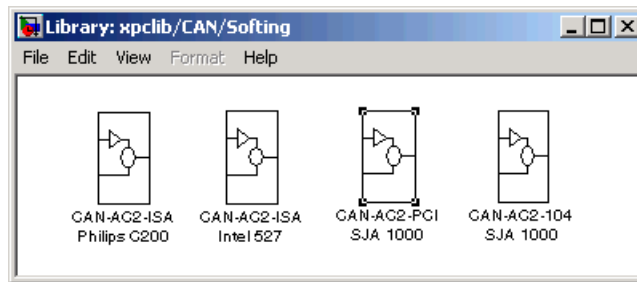 Library: xpclib/CAN/Softing
File Edit View Format Help
CAN-AC2-ISA CAN-AC2-ISA CAN-AC2-PCI CAN-AC2-104
Philips C200 Intel 527 SJA 1000 SJA 1000